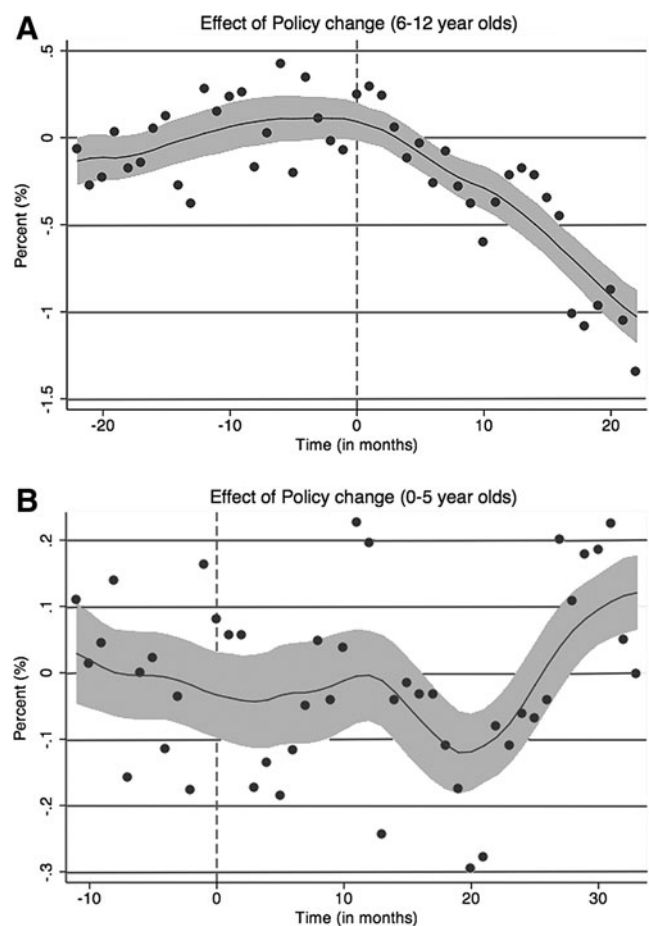 A
Effect of Policy change (6-12 year olds)
.5
0
-.5
-1
-1.5
Percent (%)
-20 -10 0 10 20
Time (in months)
B
Effect of Policy change (0-5 year olds)
.2
.1
0
-.1
-.2
-.3
Percent (%)
-10 0 10 20 30
Time (in months)